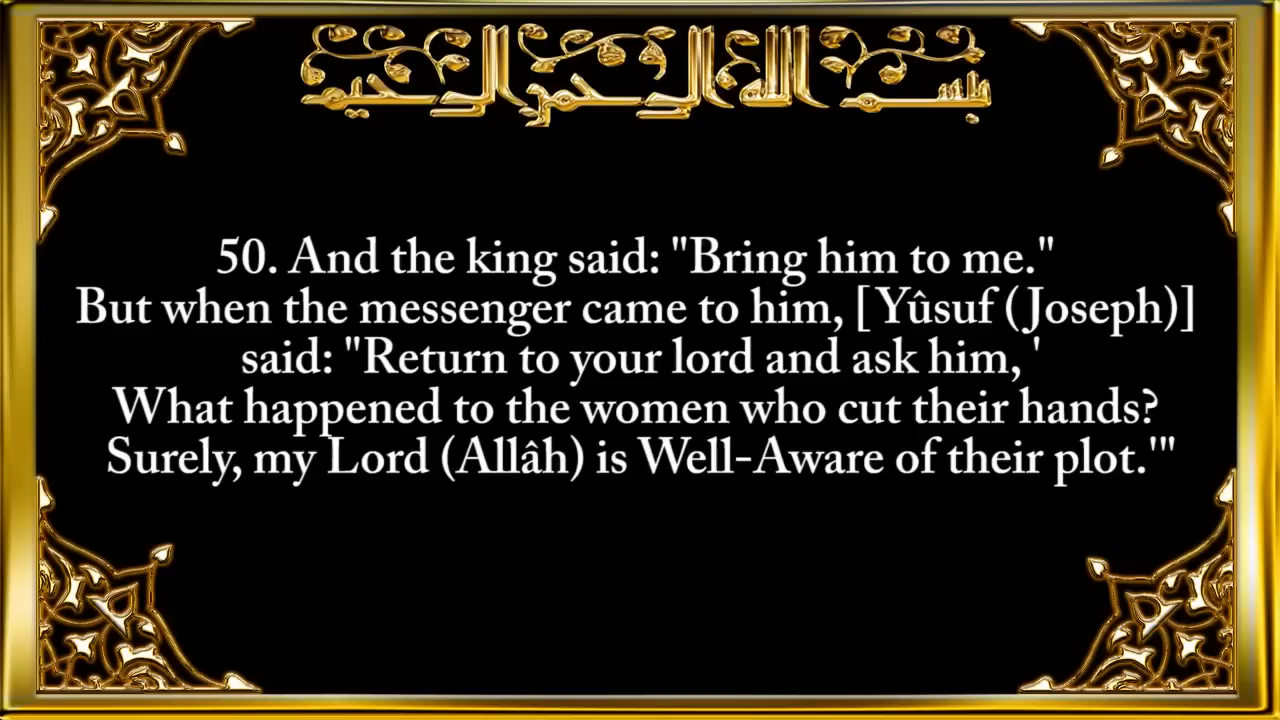 بسم الله الرحمن الرحيم
50. And the king said: "Bring him to me."
But when the messenger came to him, [Yûsuf (Joseph)]
said: "Return to your lord and ask him, '
What happened to the women who cut their hands?
Surely, my Lord (Allâh) is Well-Aware of their plot.'"